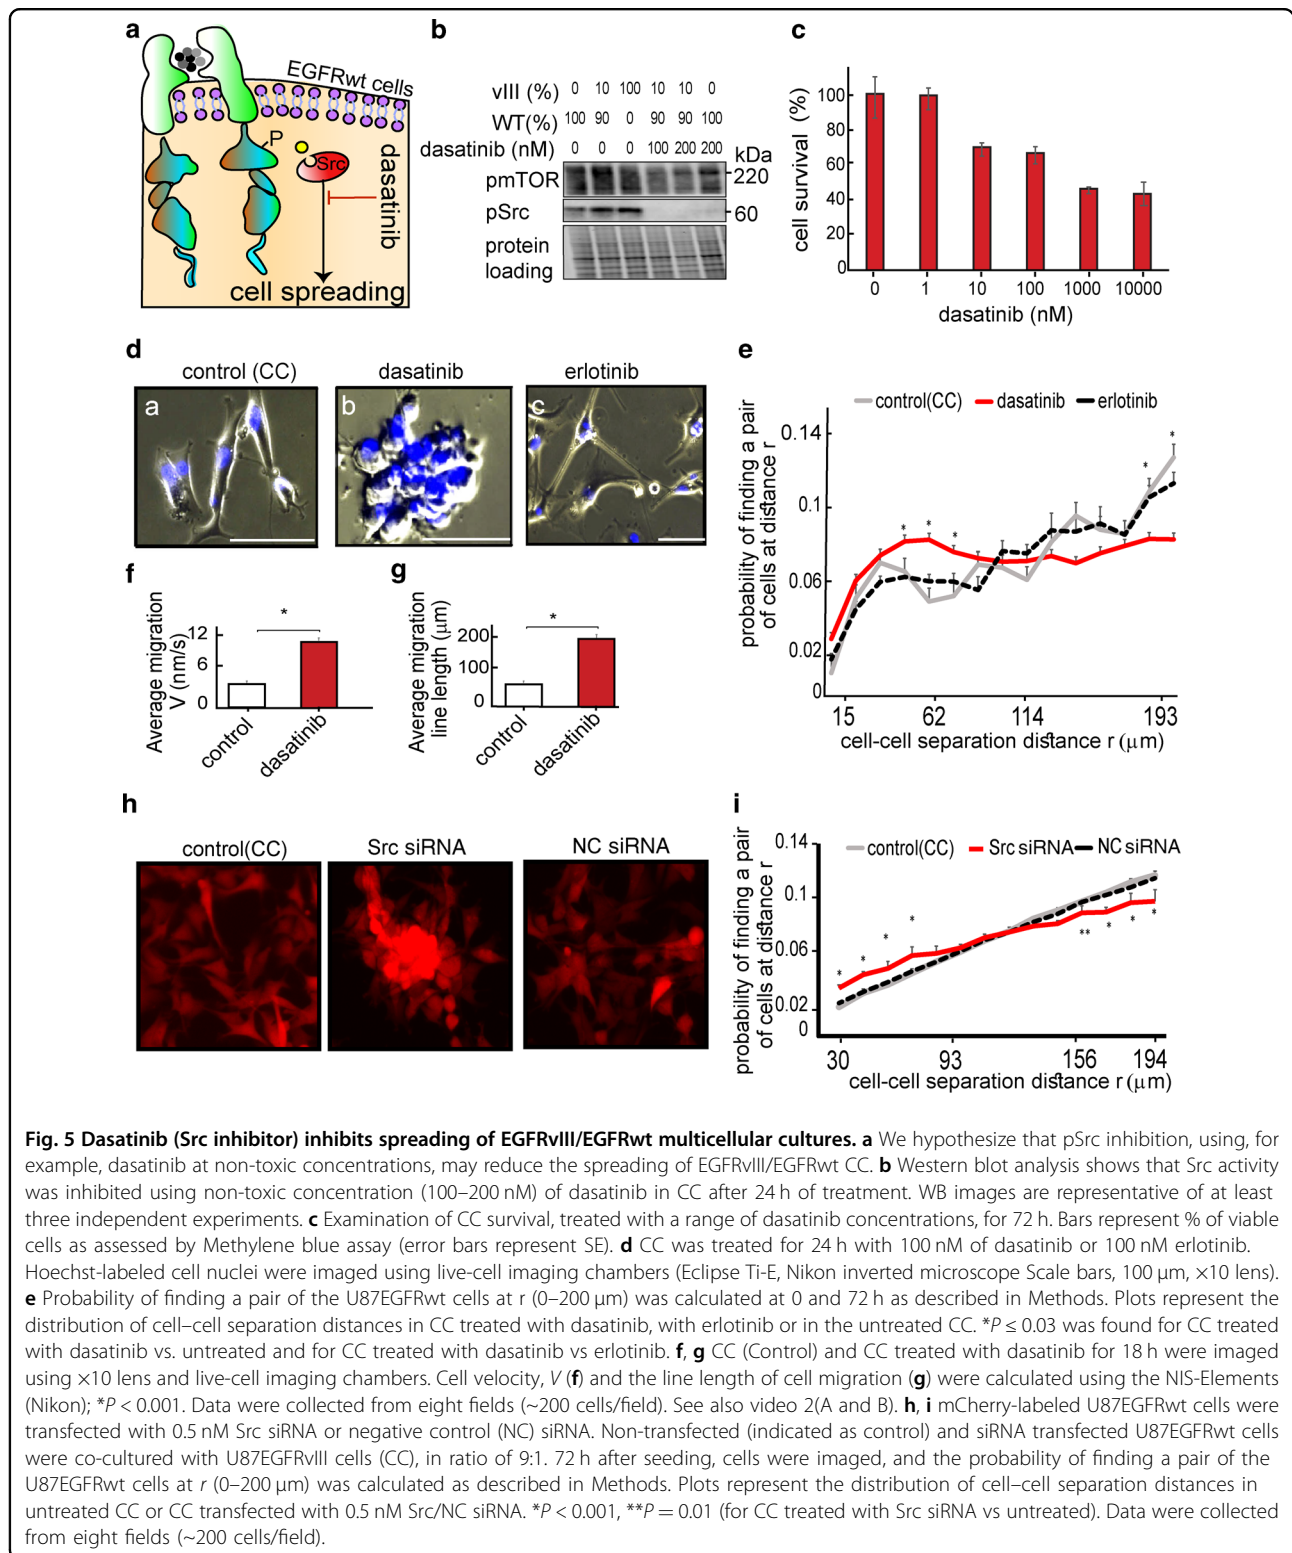 a
EGFRwt cells
P
Src
dasatinib
cell spreading
b
vIII (%) 0 10 100 10 10 0
WT(%) 100 90 0 90 90 100
dasatinib (nM) 0 0 0 100 200 200
kDa
pmTOR
220
pSrc
60
protein
loading
c
cell survival (%)
100
80
60
40
20
0
0 1 10 100 1000 10000
dasatinib (nM)
d
control (CC) dasatinib erlotinib
a b c
e
control(CC) dasatinib erlotinib
probability of finding a pair
of cells at distance r
0.14
0.1
0.06
0.02
0
* * * * *
15 62 114 193
cell-cell separation distance r (μm)
f
Average migration
V (nm/s)
12
6
0
*
control
dasatinib
g
Average migration
line length (μm)
200
100
0
*
control
dasatinib
h
control(CC) Src siRNA NC siRNA
i
control(CC) Src siRNA NC siRNA
probability of finding a pair
of cells at distance r
0.14
0.1
0.06
0.02
0
* * * * ** * * *
30 93 156 194
cell-cell separation distance r (μm)
Fig. 5 Dasatinib (Src inhibitor) inhibits spreading of EGFRvIII/EGFRwt multicellular cultures. a We hypothesize that pSrc inhibition, using, for
example, dasatinib at non-toxic concentrations, may reduce the spreading of EGFRvIII/EGFRwt CC. b Western blot analysis shows that Src activity
was inhibited using non-toxic concentration (100–200 nM) of dasatinib in CC after 24 h of treatment. WB images are representative of at least
three independent experiments. c Examination of CC survival, treated with a range of dasatinib concentrations, for 72 h. Bars represent % of viable
cells as assessed by Methylene blue assay (error bars represent SE). d CC was treated for 24 h with 100 nM of dasatinib or 100 nM erlotinib.
Hoechst-labeled cell nuclei were imaged using live-cell imaging chambers (Eclipse Ti-E, Nikon inverted microscope Scale bars, 100 μm, ×10 lens).
e Probability of finding a pair of the U87EGFRwt cells at r (0–200 μm) was calculated at 0 and 72 h as described in Methods. Plots represent the
distribution of cell–cell separation distances in CC treated with dasatinib, with erlotinib or in the untreated CC. *P ≤ 0.03 was found for CC treated
with dasatinib vs. untreated and for CC treated with dasatinib vs erlotinib. f, g CC (Control) and CC treated with dasatinib for 18 h were imaged
using ×10 lens and live-cell imaging chambers. Cell velocity, V (f) and the line length of cell migration (g) were calculated using the NIS-Elements
(Nikon); *P < 0.001. Data were collected from eight fields (~200 cells/field). See also video 2(A and B). h, i mCherry-labeled U87EGFRwt cells were
transfected with 0.5 nM Src siRNA or negative control (NC) siRNA. Non-transfected (indicated as control) and siRNA transfected U87EGFRwt cells
were co-cultured with U87EGFRvIII cells (CC), in ratio of 9:1. 72 h after seeding, cells were imaged, and the probability of finding a pair of the
U87EGFRwt cells at r (0–200 μm) was calculated as described in Methods. Plots represent the distribution of cell–cell separation distances in
untreated CC or CC transfected with 0.5 nM Src/NC siRNA. *P < 0.001, **P = 0.01 (for CC treated with Src siRNA vs untreated). Data were collected
from eight fields (~200 cells/field).